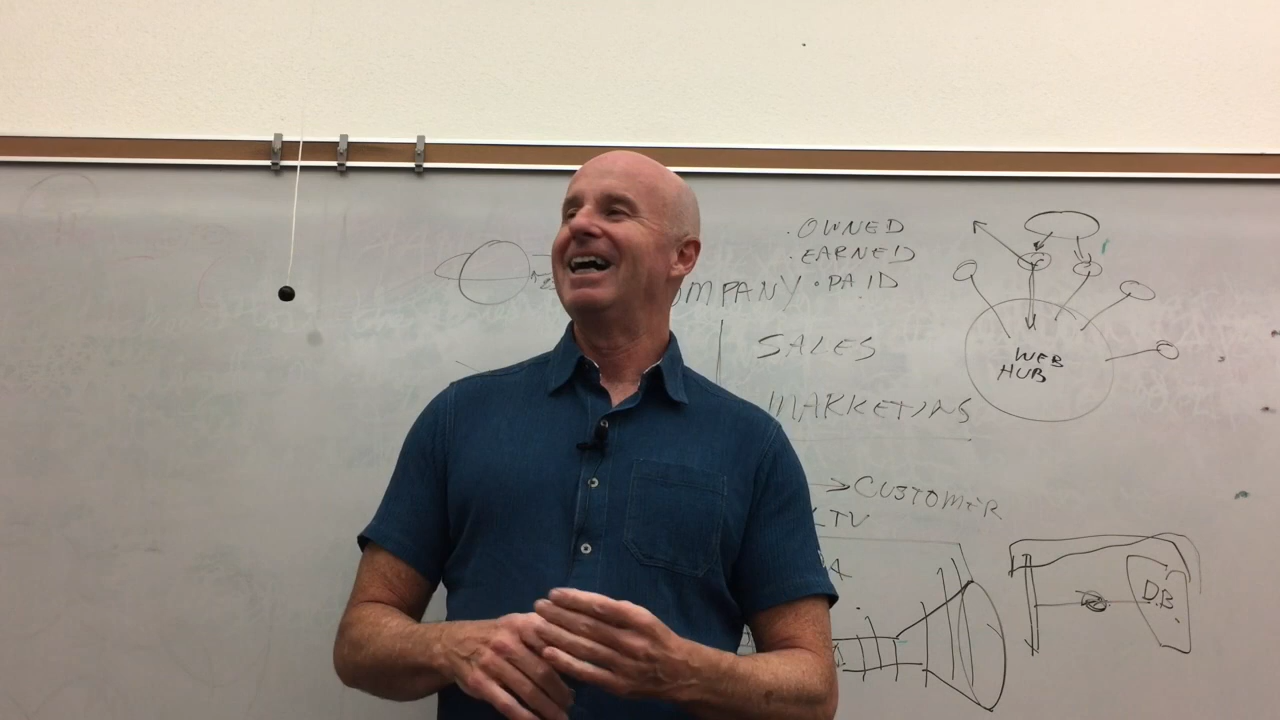 .OWNED
.EARNED
OMPANY .PAID
SALES
MARKETING
WEB
HUB
→CUSTOMER
LTV
D.B